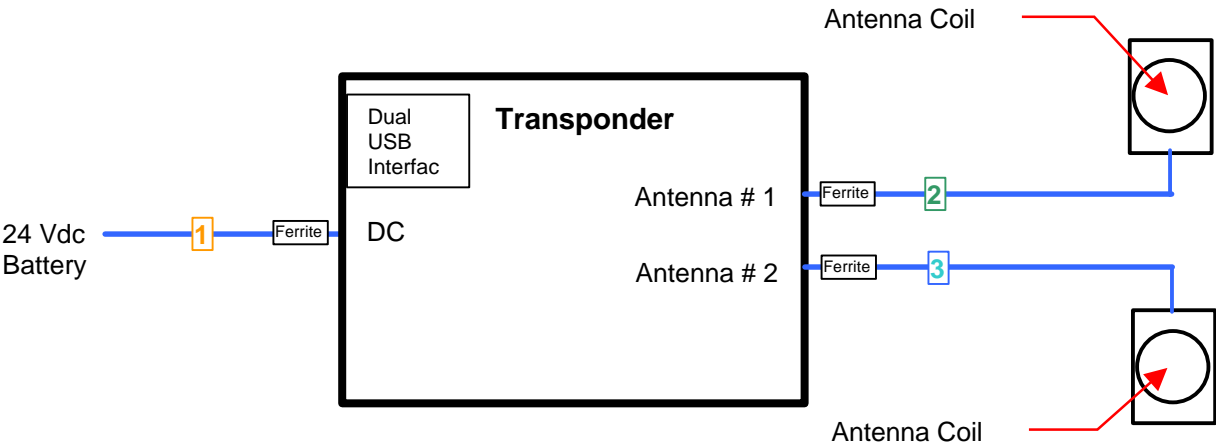 Antenna Coil
Dual
USB
Interfac
Transponder
Antenna # 1
Ferrite
2
24 Vdc
Battery
1
Ferrite
DC
Antenna # 2
Ferrite
3
Antenna Coil